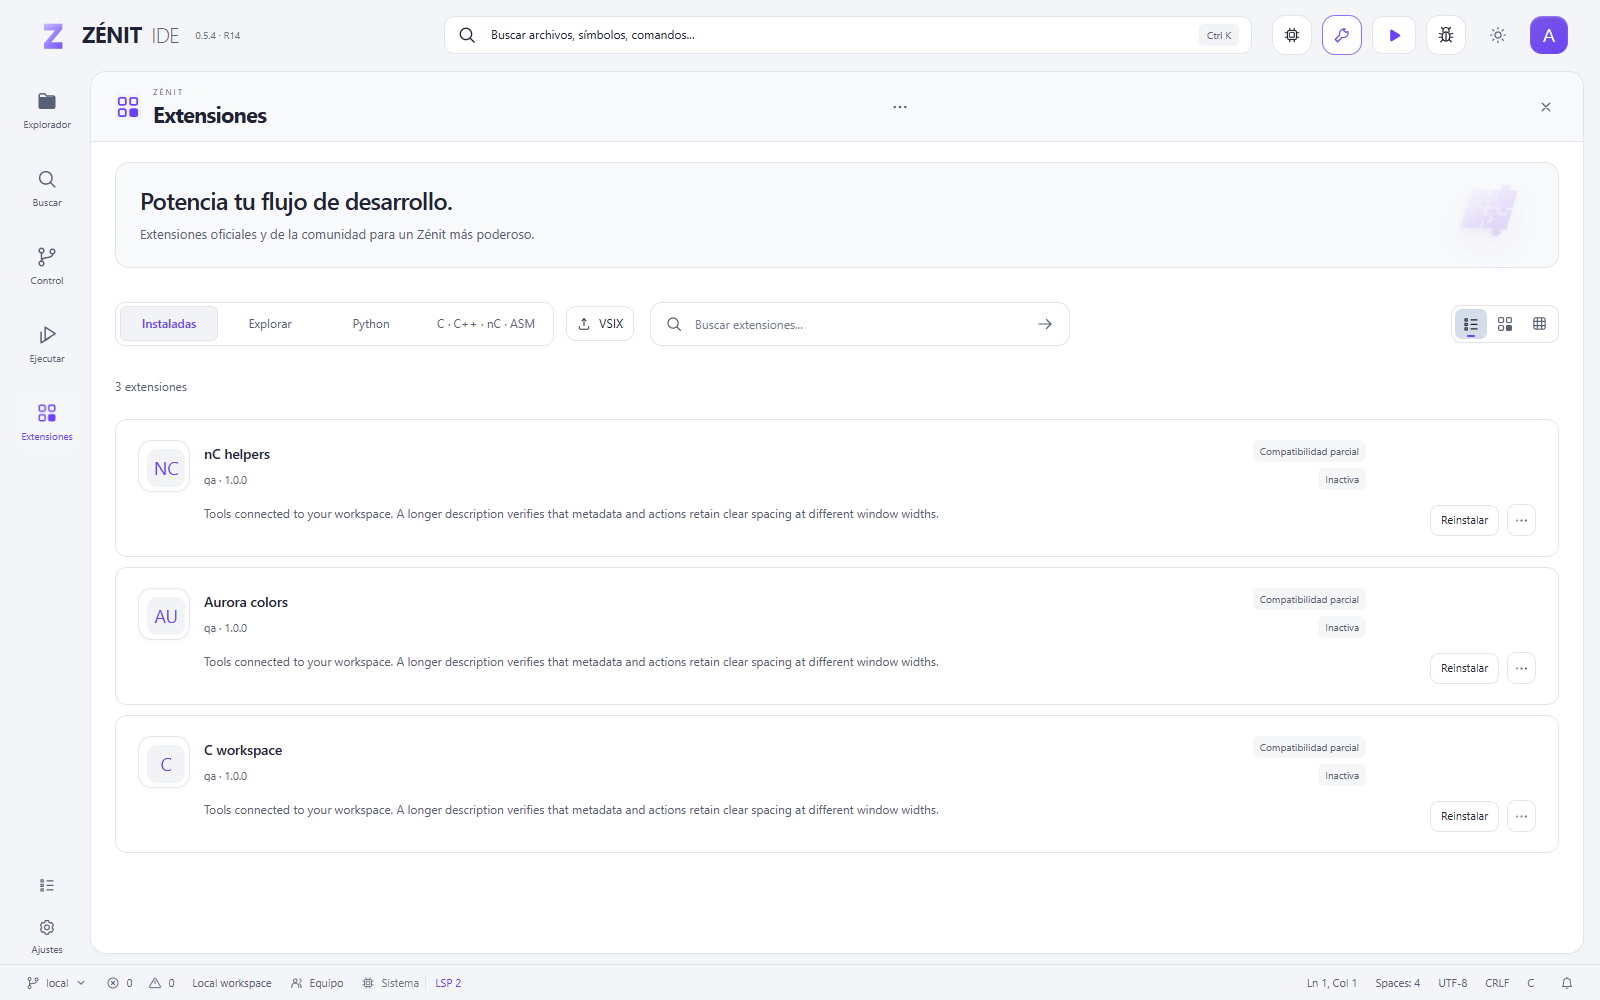 ZÉNIT IDE 0.5.4 · R14
Buscar archivos, símbolos, comandos...
Ctrl K
A
Explorador
Buscar
Control
Ejecutar
Extensiones
Ajustes
ZÉNIT
Extensiones
Potencia tu flujo de desarrollo.
Extensiones oficiales y de la comunidad para un Zénit más poderoso.
Instaladas
Explorar
Python
C · C++ · nC · ASM
VSIX
Buscar extensiones...
3 extensiones
NC
nC helpers
qa · 1.0.0
Tools connected to your workspace. A longer description verifies that metadata and actions retain clear spacing at different window widths.
Compatibilidad parcial
Inactiva
Reinstalar
AU
Aurora colors
qa · 1.0.0
Tools connected to your workspace. A longer description verifies that metadata and actions retain clear spacing at different window widths.
Compatibilidad parcial
Inactiva
Reinstalar
C
C workspace
qa · 1.0.0
Tools connected to your workspace. A longer description verifies that metadata and actions retain clear spacing at different window widths.
Compatibilidad parcial
Inactiva
Reinstalar
local
0
0
Local workspace
Equipo
Sistema
LSP 2
Ln 1, Col 1
Spaces: 4
UTF-8
CRLF
C